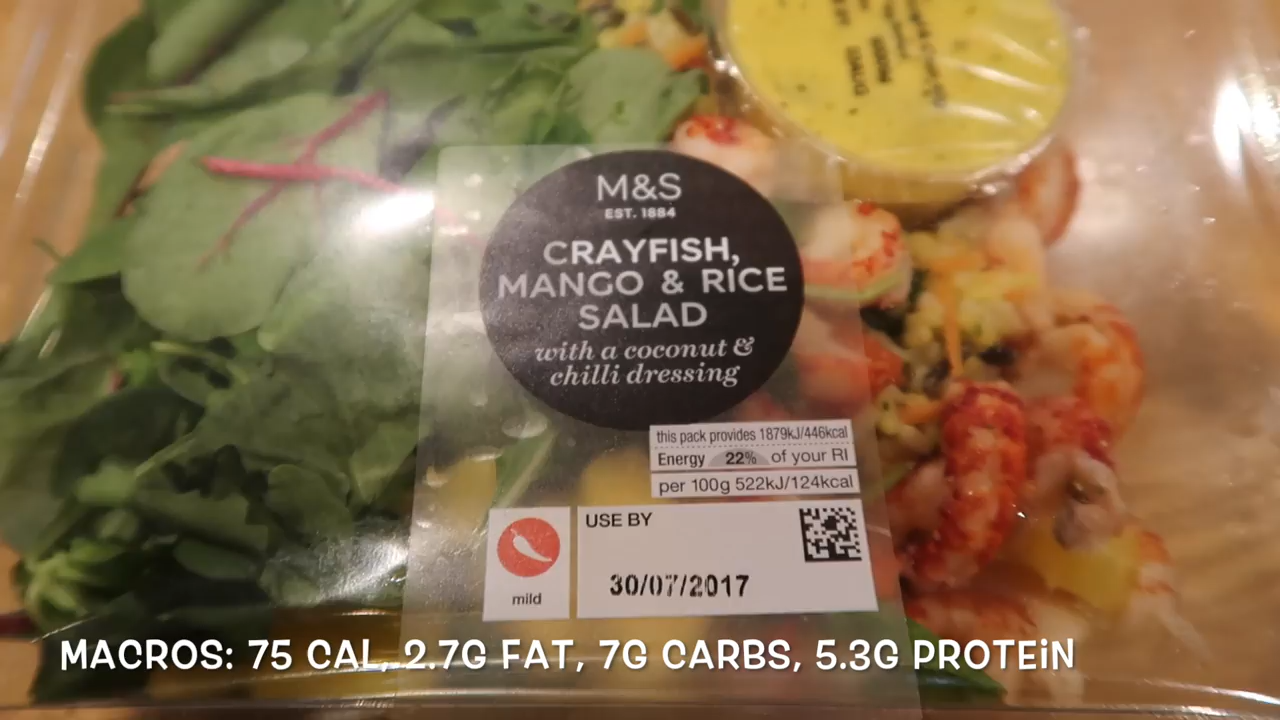 M&S
EST. 1884
CRAYFISH,
MANGO & RICE
SALAD
with a coconut &
chilli dressing
this pack provides 1879kJ/446kcal
Energy 22% of your RI
per 100g 522kJ/124kcal
USE BY
30/07/2017
mild
MACROS: 75 CAL, 2.7G FAT, 7G CARBS, 5.3G PROTEiN